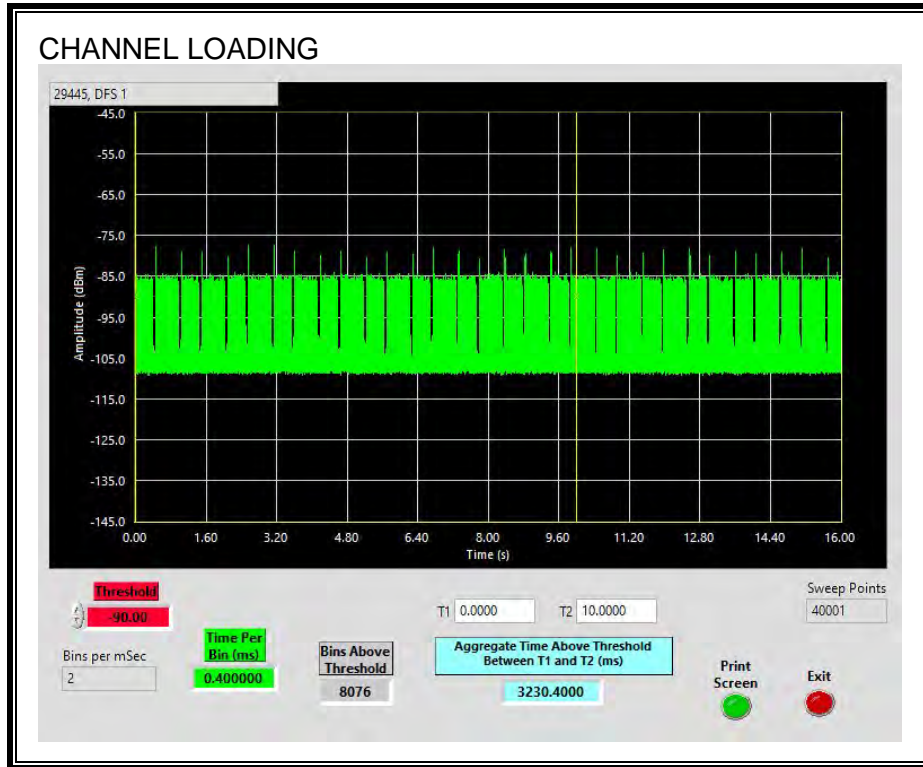 CHANNEL LOADING
29445, DFS 1
-45.0
-55.0
-65.0
-75.0
-85.0
-95.0
-105.0
-115.0
-125.0
-135.0
-145.0
Amplitude (dBm)
0.00 1.60 3.20 4.80 6.40 8.00 9.60 11.20 12.80 14.40 16.00
Time (s)
Threshold
-90.00
Bins per mSec
2
Time Per
Bin (ms)
0.400000
Bins Above
Threshold
8076
T1 0.0000 T2 10.0000
Aggregate Time Above Threshold
Between T1 and T2 (ms)
3230.4000
Sweep Points
40001
Print
Screen
Exit